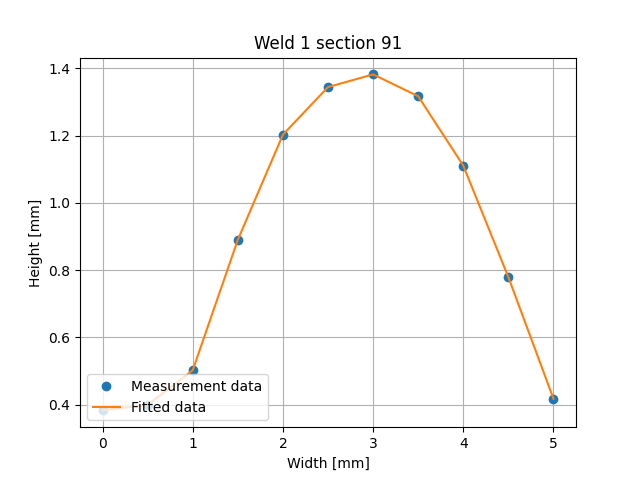 Weld 1 section 91
1.4
1.2
1.0
0.8
0.6
0.4
Height [mm]
Measurement data
Fitted data
0 1 2 3 4 5
Width [mm]